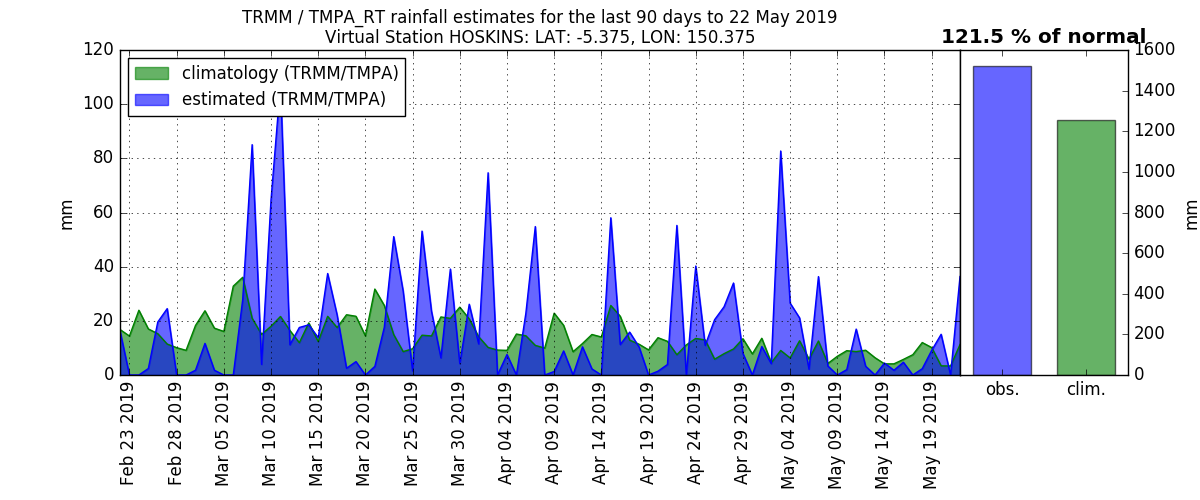 TRMM / TMPA_RT rainfall estimates for the last 90 days to 22 May 2019
Virtual Station HOSKINS: LAT: -5.375, LON: 150.375
121.5 % of normal
climatology (TRMM/TMPA)
estimated (TRMM/TMPA)
mm
120
100
80
60
40
20
0
Feb 23 2019
Feb 28 2019
Mar 05 2019
Mar 10 2019
Mar 15 2019
Mar 20 2019
Mar 25 2019
Mar 30 2019
Apr 04 2019
Apr 09 2019
Apr 14 2019
Apr 19 2019
Apr 24 2019
Apr 29 2019
May 04 2019
May 09 2019
May 14 2019
May 19 2019
obs.
clim.
1600
1400
1200
1000
800
600
400
200
0
mm